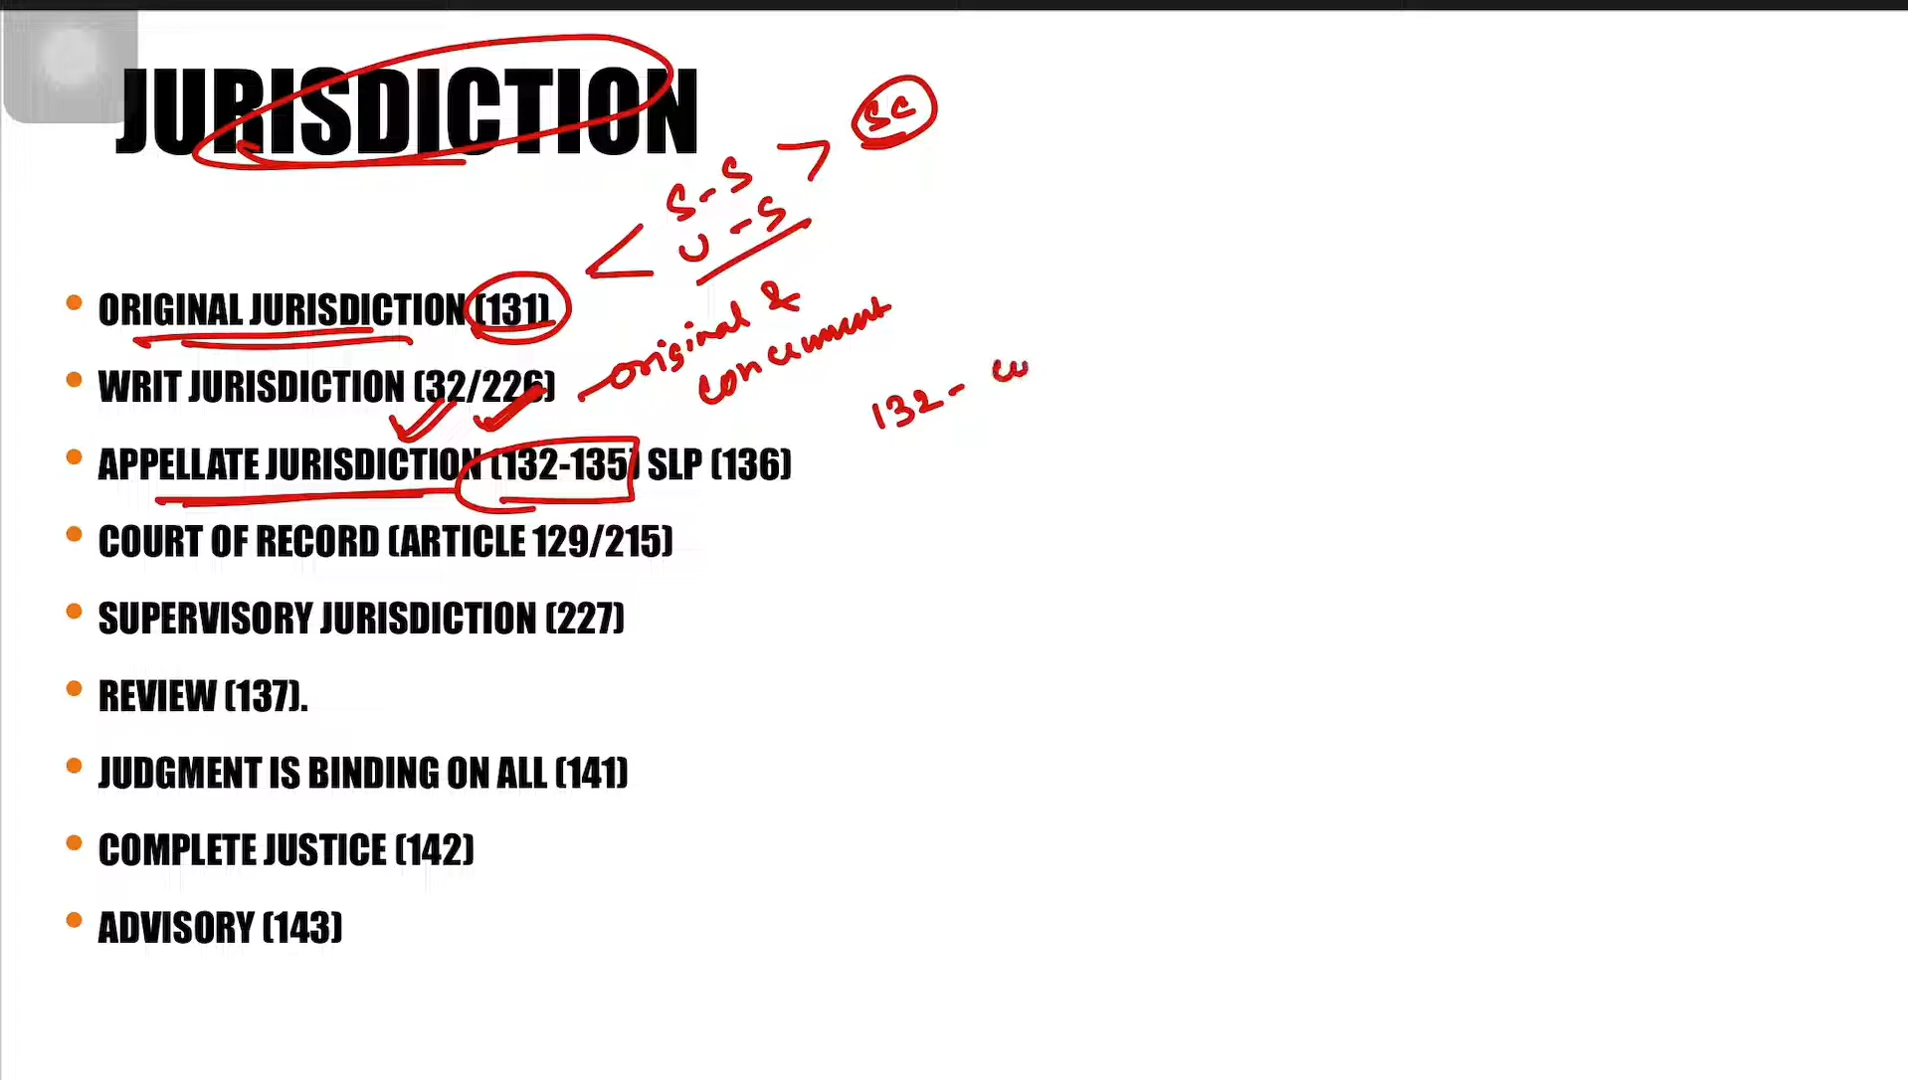 JURISDICTION
SC
S-S
U-S
• ORIGINAL JURISDICTION (131)
original &
concurrent
• WRIT JURISDICTION (32/226)
132- co
• APPELLATE JURISDICTION (132-135) SLP (136)
• COURT OF RECORD (ARTICLE 129/215)
• SUPERVISORY JURISDICTION (227)
• REVIEW (137).
• JUDGMENT IS BINDING ON ALL (141)
• COMPLETE JUSTICE (142)
• ADVISORY (143)